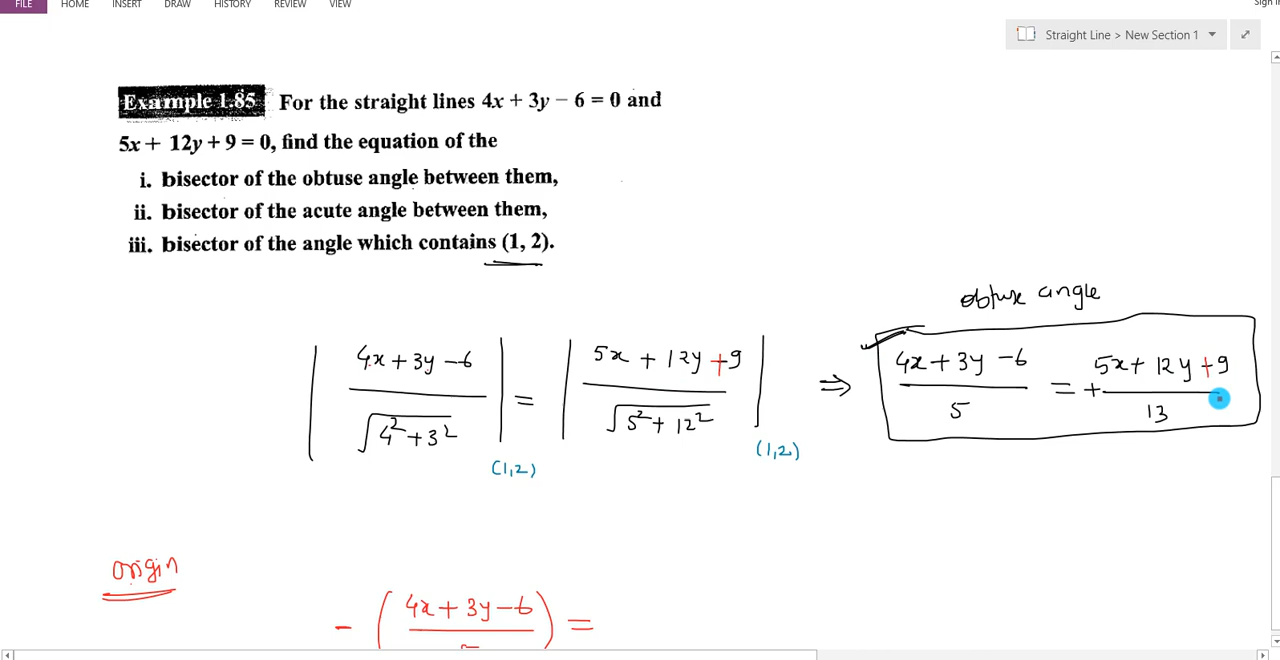 FILE HOME INSERT DRAW HISTORY REVIEW VIEW
Sign i
Straight Line > New Section 1
Example 1.85 For the straight lines 4x + 3y − 6 = 0 and
5x + 12y + 9 = 0, find the equation of the
i. bisector of the obtuse angle between them,
ii. bisector of the acute angle between them,
iii. bisector of the angle which contains (1, 2).
obtuse angle
| (4x + 3y − 6) / √(4² + 3²) | (1,2) = | (5x + 12y + 9) / √(5² + 12²) | (1,2) ⇒ (4x + 3y − 6) / 5 = + (5x + 12y + 9) / 13
origin
− ( (4x + 3y − 6) / 5 ) =